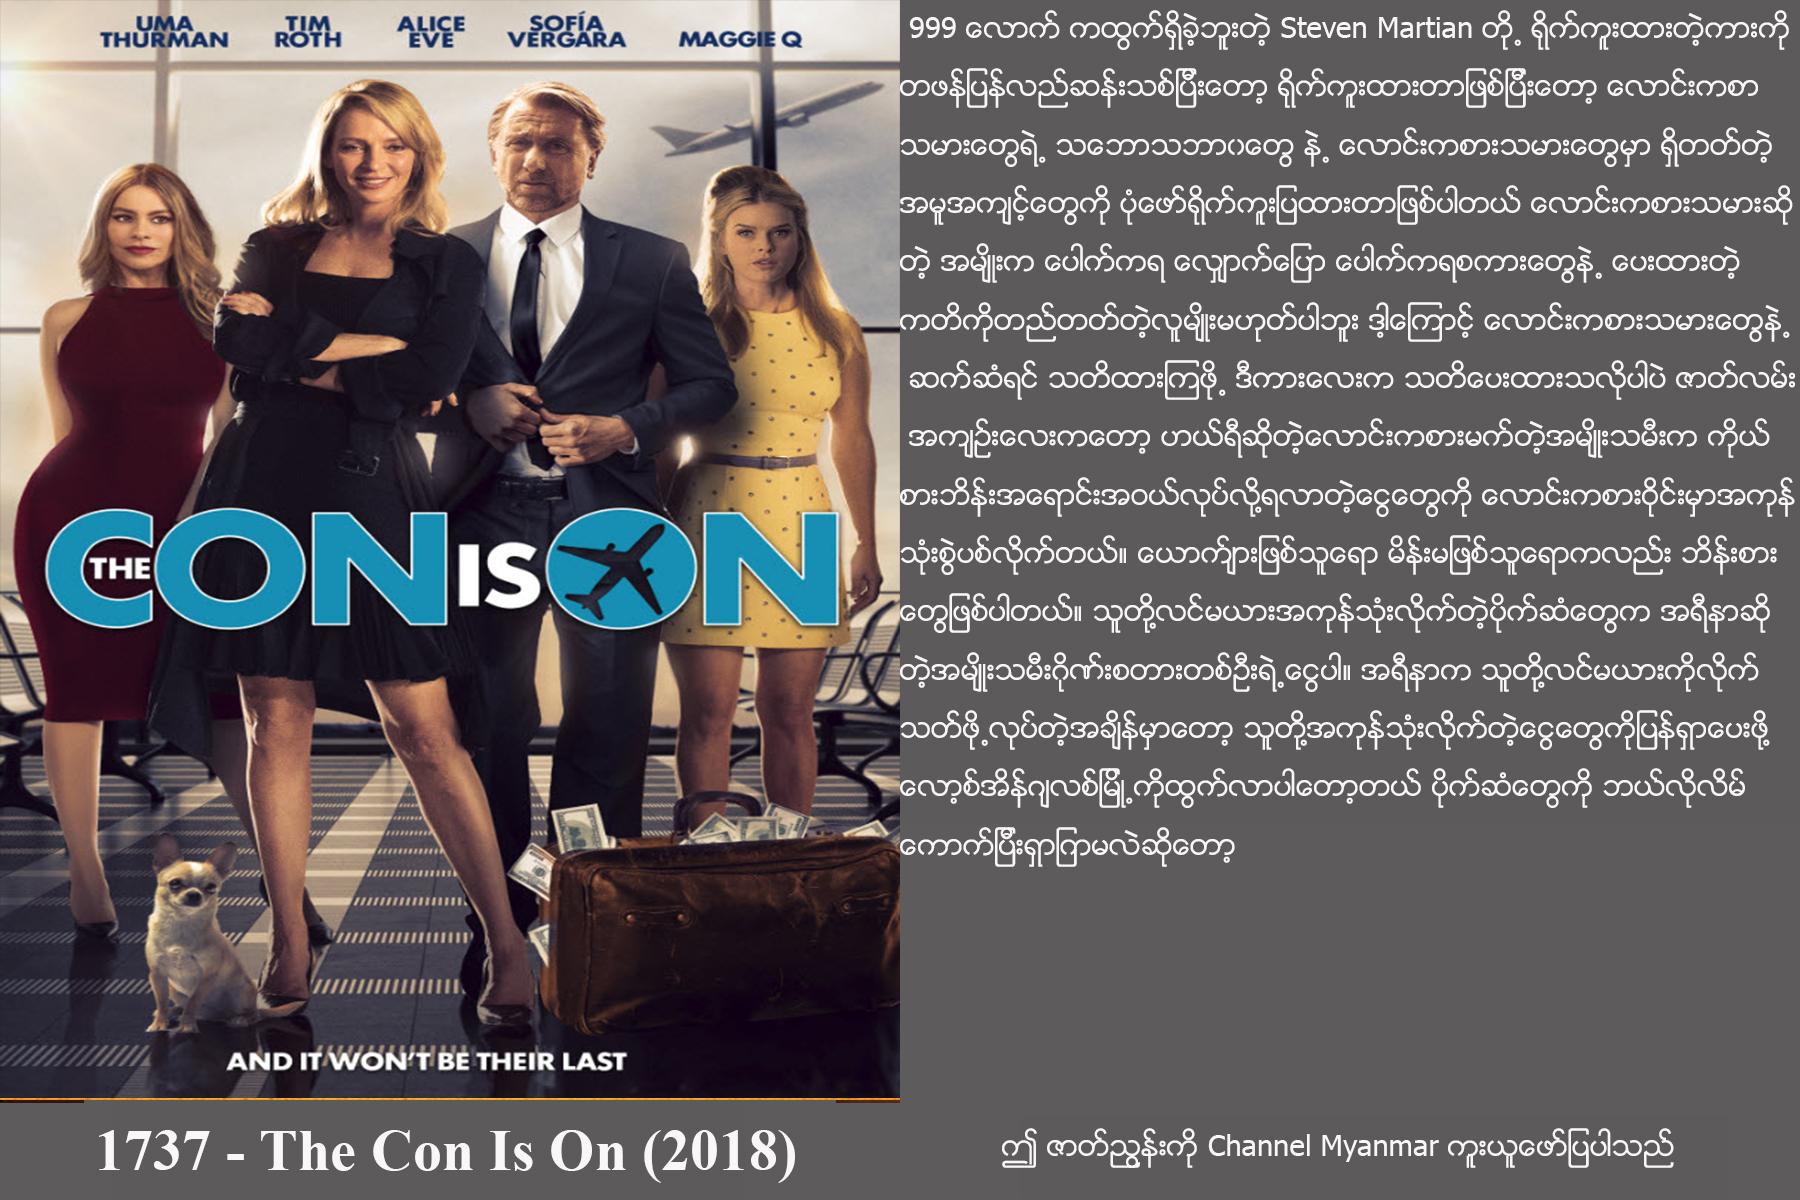 UMA THURMAN
TIM ROTH
ALICE EVE
SOFÍA VERGARA
MAGGIE Q
THE CON IS ON
AND IT WON'T BE THEIR LAST
1737 - The Con Is On (2018)
999 လောက် ကထွက်ရှိခဲ့ဘူးတဲ့ Steven Martian တို့ ရိုက်ကူးထားတဲ့ကားကို
တဖန်ပြန်လည်ဆန်းသစ်ပြီးတော့ ရိုက်ကူးထားတာဖြစ်ပြီးတော့ လောင်းကစာ
သမားတွေရဲ့ သဘောသဘာဝတွေ နဲ့ လောင်းကစားသမားတွေမှာ ရှိတတ်တဲ့
အမူအကျင့်တွေကို ပုံဖော်ရိုက်ကူးပြထားတာဖြစ်ပါတယ် လောင်းကစားသမားဆို
တဲ့ အမျိုးက ပေါက်ကရ လျှောက်ပြော ပေါက်ကရစကားတွေနဲ့ ပေးထားတဲ့
ကတိကိုတည်တတ်တဲ့လူမျိုးမဟုတ်ပါဘူး ဒါ့ကြောင့် လောင်းကစားသမားတွေနဲ့
ဆက်ဆံရင် သတိထားကြဖို့ ဒီကားလေးက သတိပေးထားသလိုပါပဲ ဇာတ်လမ်း
အကျဉ်းလေးကတော့ ဟယ်ရီဆိုတဲ့လောင်းကစားမက်တဲ့အမျိုးသမီးက ကိုယ်
စားဘိန်းအရောင်းအဝယ်လုပ်လို့ရလာတဲ့ငွေတွေကို လောင်းကစားဝိုင်းမှာအကုန်
သုံးစွဲပစ်လိုက်တယ်။ ယောက်ျားဖြစ်သူရော မိန်းမဖြစ်သူရောကလည်း ဘိန်းစား
တွေဖြစ်ပါတယ်။ သူတို့လင်မယားအကုန်သုံးလိုက်တဲ့ပိုက်ဆံတွေက အရီနာဆို
တဲ့အမျိုးသမီးဂိုဏ်းစတားတစ်ဦးရဲ့ငွေပါ။ အရီနာက သူတို့လင်မယားကိုလိုက်
သတ်ဖို့လုပ်တဲ့အချိန်မှာတော့ သူတို့အကုန်သုံးလိုက်တဲ့ငွေတွေကိုပြန်ရှာပေးဖို့
လော့စ်အိန်ဂျလစ်မြို့ကိုထွက်လာပါတော့တယ် ပိုက်ဆံတွေကို ဘယ်လိုလိမ်
ကောက်ပြီးရှာကြမလဲဆိုတော့
ဤ ဇာတ်ညွှန်းကို Channel Myanmar ကူးယူဖော်ပြပါသည်